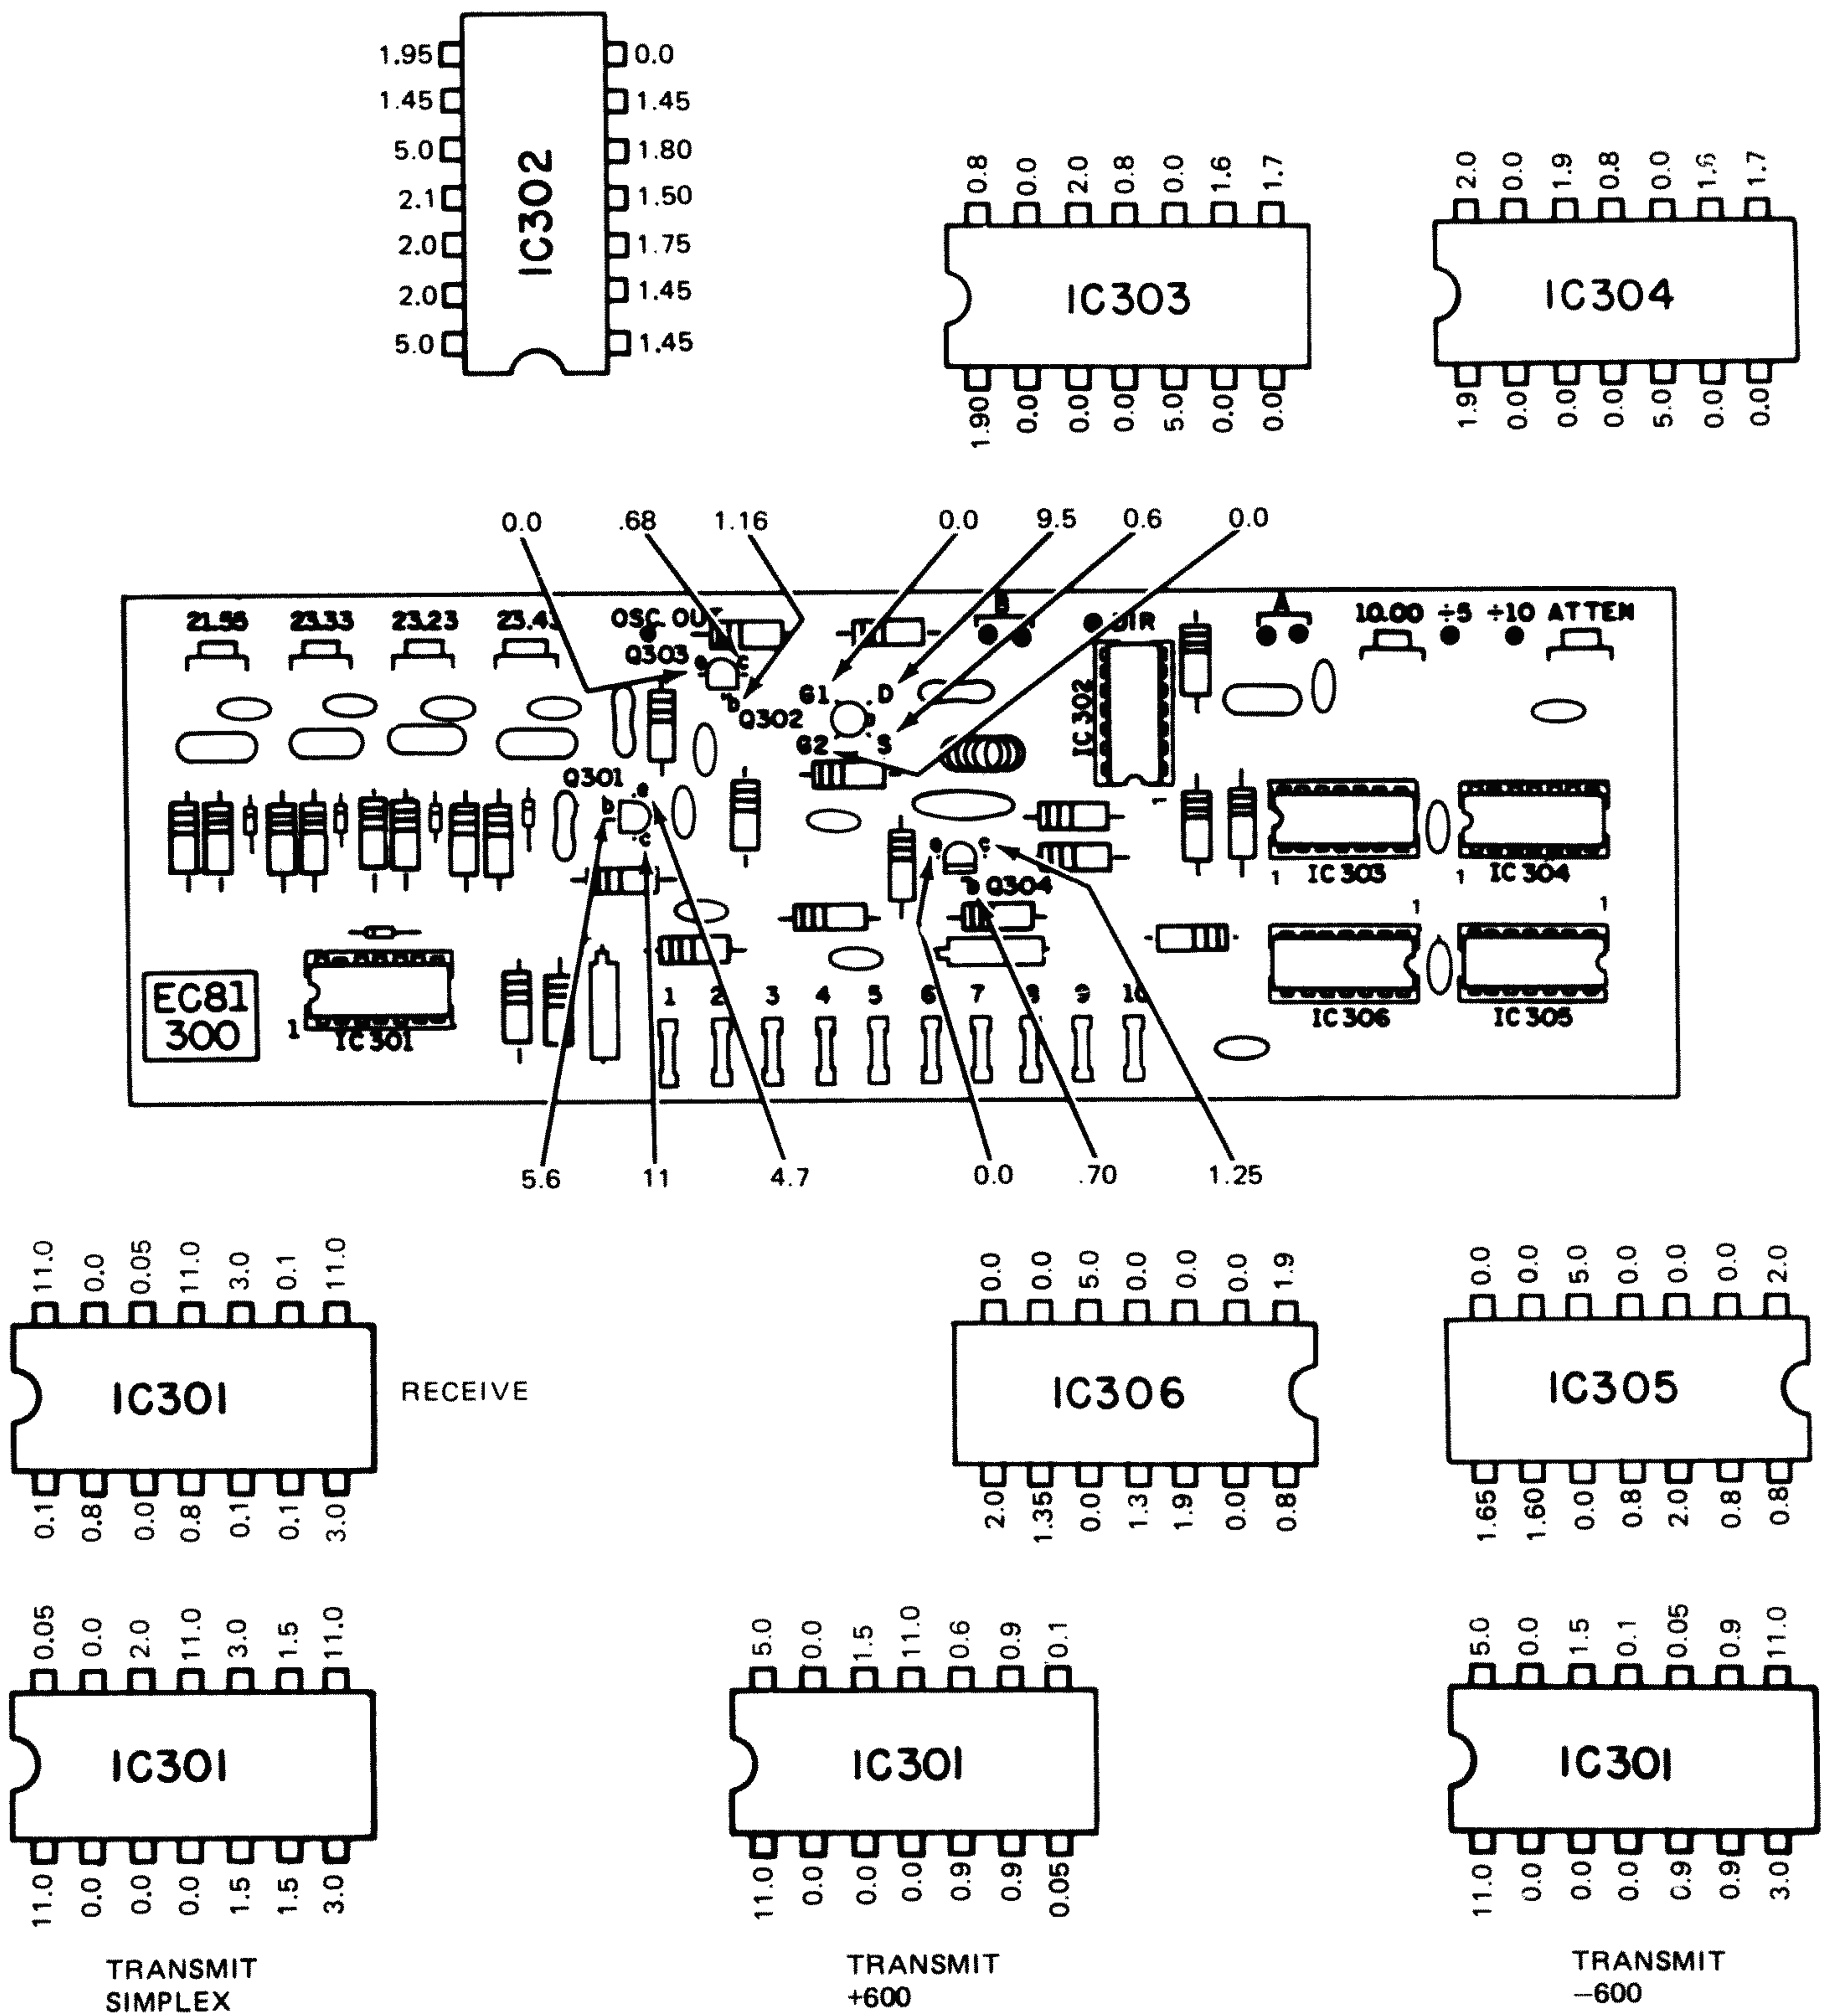 1.95 0.0
1.45 1.45
5.0 1.80
2.1 1.50
2.0 1.75
2.0 1.45
5.0 1.45
IC302
0.8 0.0 2.0 0.8 0.0 1.6 1.7
IC303
1.90 0.0 0.0 0.0 5.0 0.0 0.0
2.0 0.0 1.9 0.8 0.0 1.6 1.7
IC304
1.9 0.0 0.0 0.0 5.0 0.0 0.0
0.0 .68 1.16 0.0 9.5 0.6 0.0
21.55 23.33 23.23 OSC B DIR A 10.00 ÷5 ÷10 ATTEN
Q303 e c
b Q302
G1 D
G2 S
IC302
1
Q301 e
b
c
e c
b Q304
1 IC303 1 IC304
1 1
IC306 IC305
EC81
300
1 IC301
1 2 3 4 5 6 7 8 9 10
5.6 11 4.7 0.0 .70 1.25
11.0 0.0 0.05 11.0 3.0 0.1 11.0
IC301
RECEIVE
0.1 0.8 0.0 0.8 0.1 0.1 3.0
0.0 0.0 5.0 0.0 0.0 0.0 1.9
IC306
2.0 1.35 0.0 1.3 1.9 0.0 0.8
0.0 0.0 5.0 0.0 0.0 0.0 2.0
IC305
1.65 1.60 0.0 0.8 2.0 0.8 0.8
0.05 0.0 2.0 11.0 3.0 1.5 11.0
IC301
11.0 0.0 0.0 0.0 1.5 1.5 3.0
TRANSMIT
SIMPLEX
5.0 0.0 1.5 11.0 0.6 0.9 0.1
IC301
11.0 0.0 0.0 0.0 0.9 0.9 0.05
TRANSMIT
+600
5.0 0.0 1.5 0.1 0.05 0.9 11.0
IC301
11.0 0.0 0.0 0.0 0.9 0.9 3.0
TRANSMIT
—600